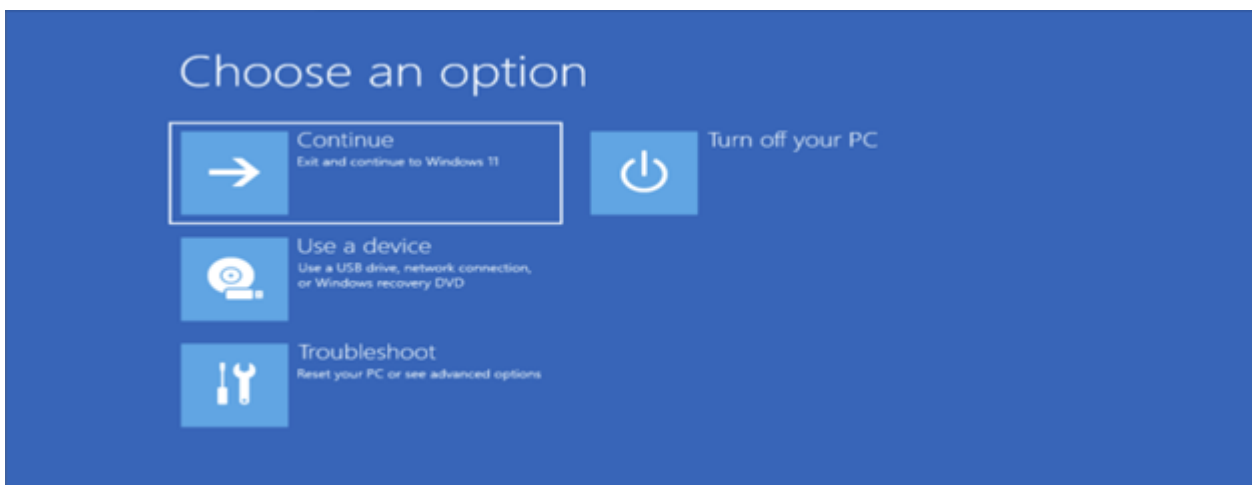 Choose an option
Continue
Exit and continue to Windows 11
Turn off your PC
Use a device
Use a USB drive, network connection,
or Windows recovery DVD
Troubleshoot
Reset your PC or see advanced options